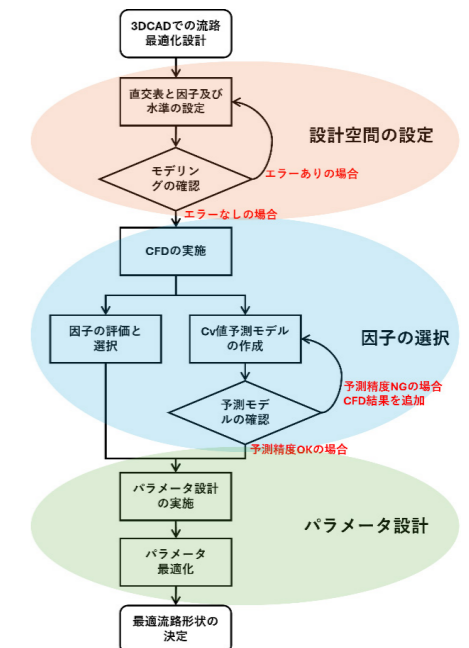 3DCADでの流路
最適化設計
直交表と因子及び
水準の設定
設計空間の設定
モデリン
グの確認
エラーありの場合
エラーなしの場合
CFDの実施
因子の評価と
選択
Cv値予測モデル
の作成
因子の選択
予測モデ
ルの確認
予測精度NGの場合
CFD結果を追加
予測精度OKの場合
パラメータ設計
の実施
パラメータ設計
パラメータ
最適化
最適流路形状の
決定